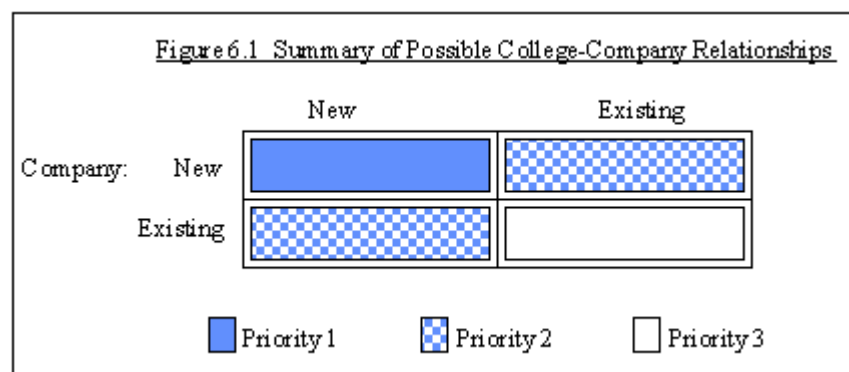 Figure 6.1 Summary of Possible College-Company Relationships
New Existing
Company: New
Existing
Priority 1 Priority 2 Priority 3